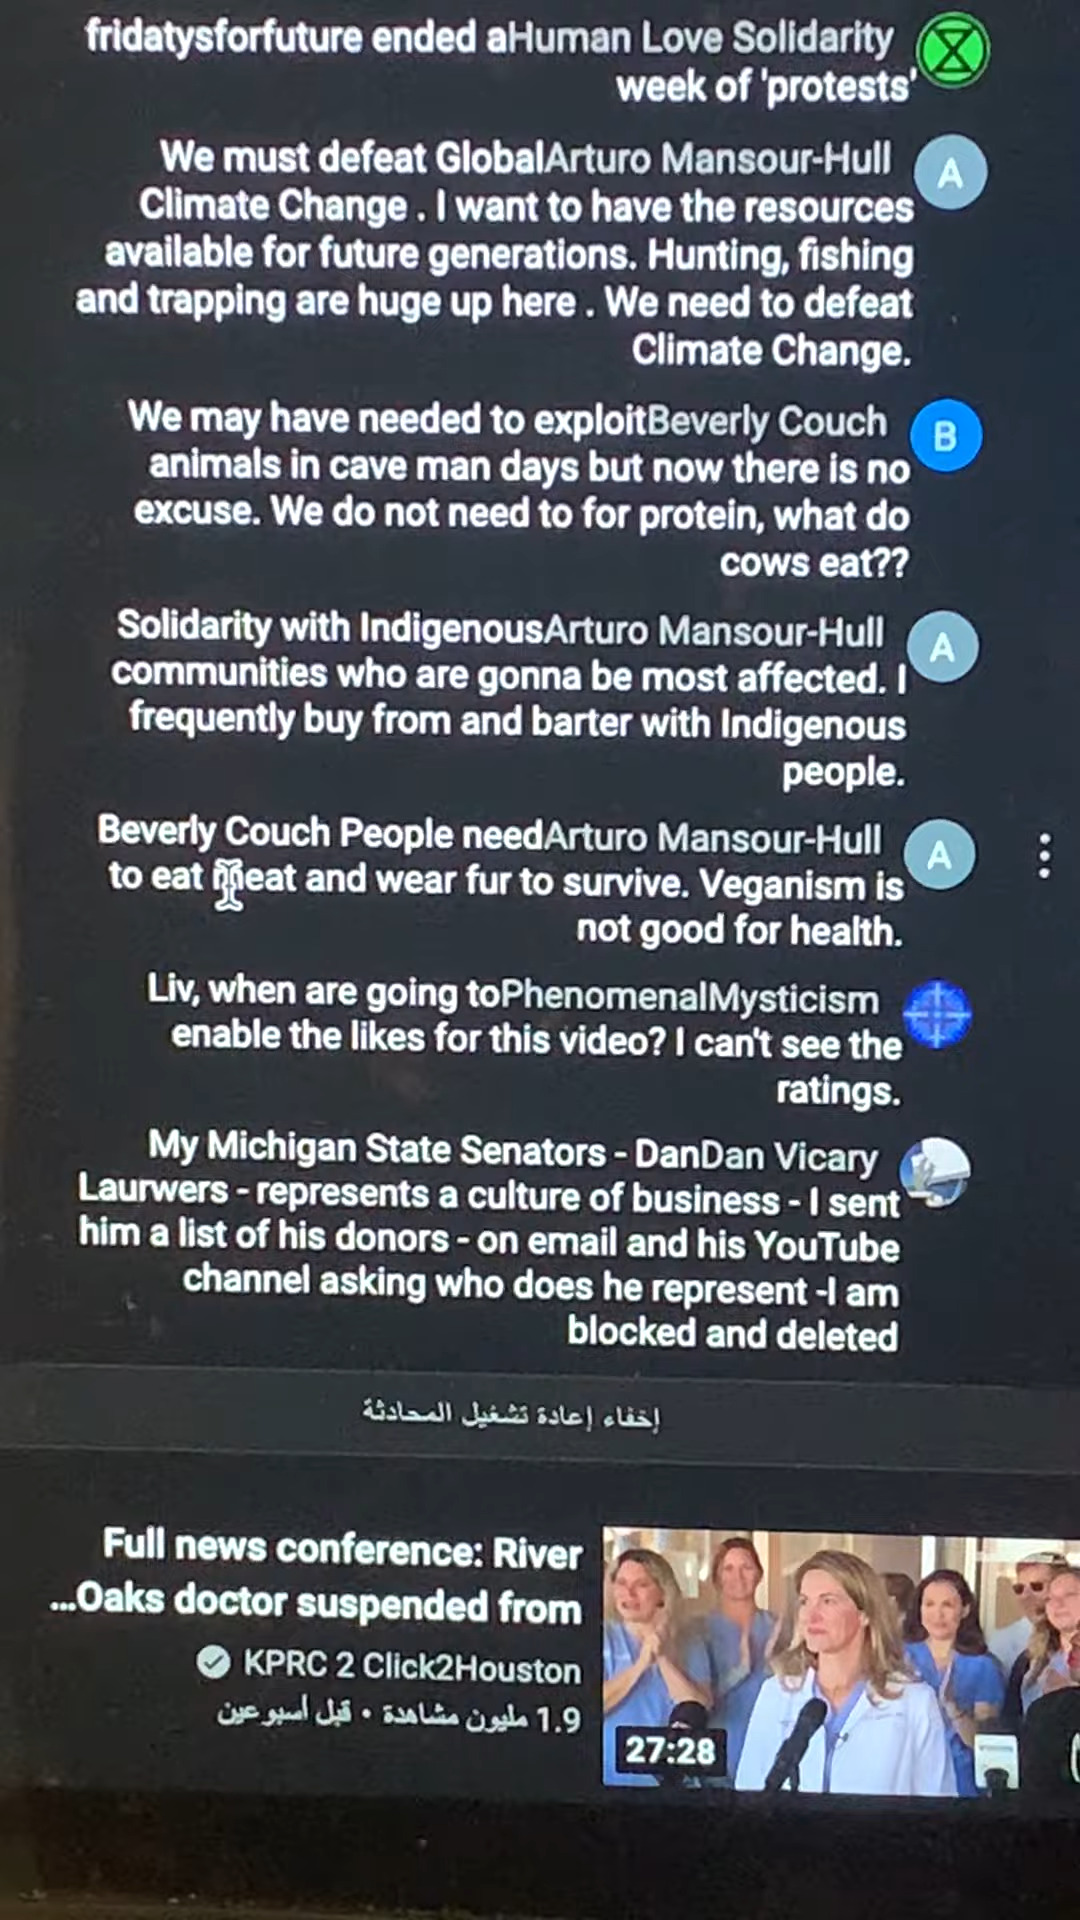 fridatysforfuture ended aHuman Love Solidarity
week of 'protests'
We must defeat GlobalArturo Mansour-Hull
A
Climate Change . I want to have the resources
available for future generations. Hunting, fishing
and trapping are huge up here . We need to defeat
Climate Change.
We may have needed to exploitBeverly Couch
B
animals in cave man days but now there is no
excuse. We do not need to for protein, what do
cows eat??
Solidarity with IndigenousArturo Mansour-Hull
A
communities who are gonna be most affected. I
frequently buy from and barter with Indigenous
people.
Beverly Couch People needArturo Mansour-Hull
A
to eat meat and wear fur to survive. Veganism is
not good for health.
Liv, when are going toPhenomenalMysticism
enable the likes for this video? I can't see the
ratings.
My Michigan State Senators - DanDan Vicary
Laurwers - represents a culture of business - I sent
him a list of his donors - on email and his YouTube
channel asking who does he represent -I am
blocked and deleted
إخفاء إعادة تشغيل المحادثة
Full news conference: River
...Oaks doctor suspended from
KPRC 2 Click2Houston
1.9 مليون مشاهدة • قبل أسبوعين
27:28